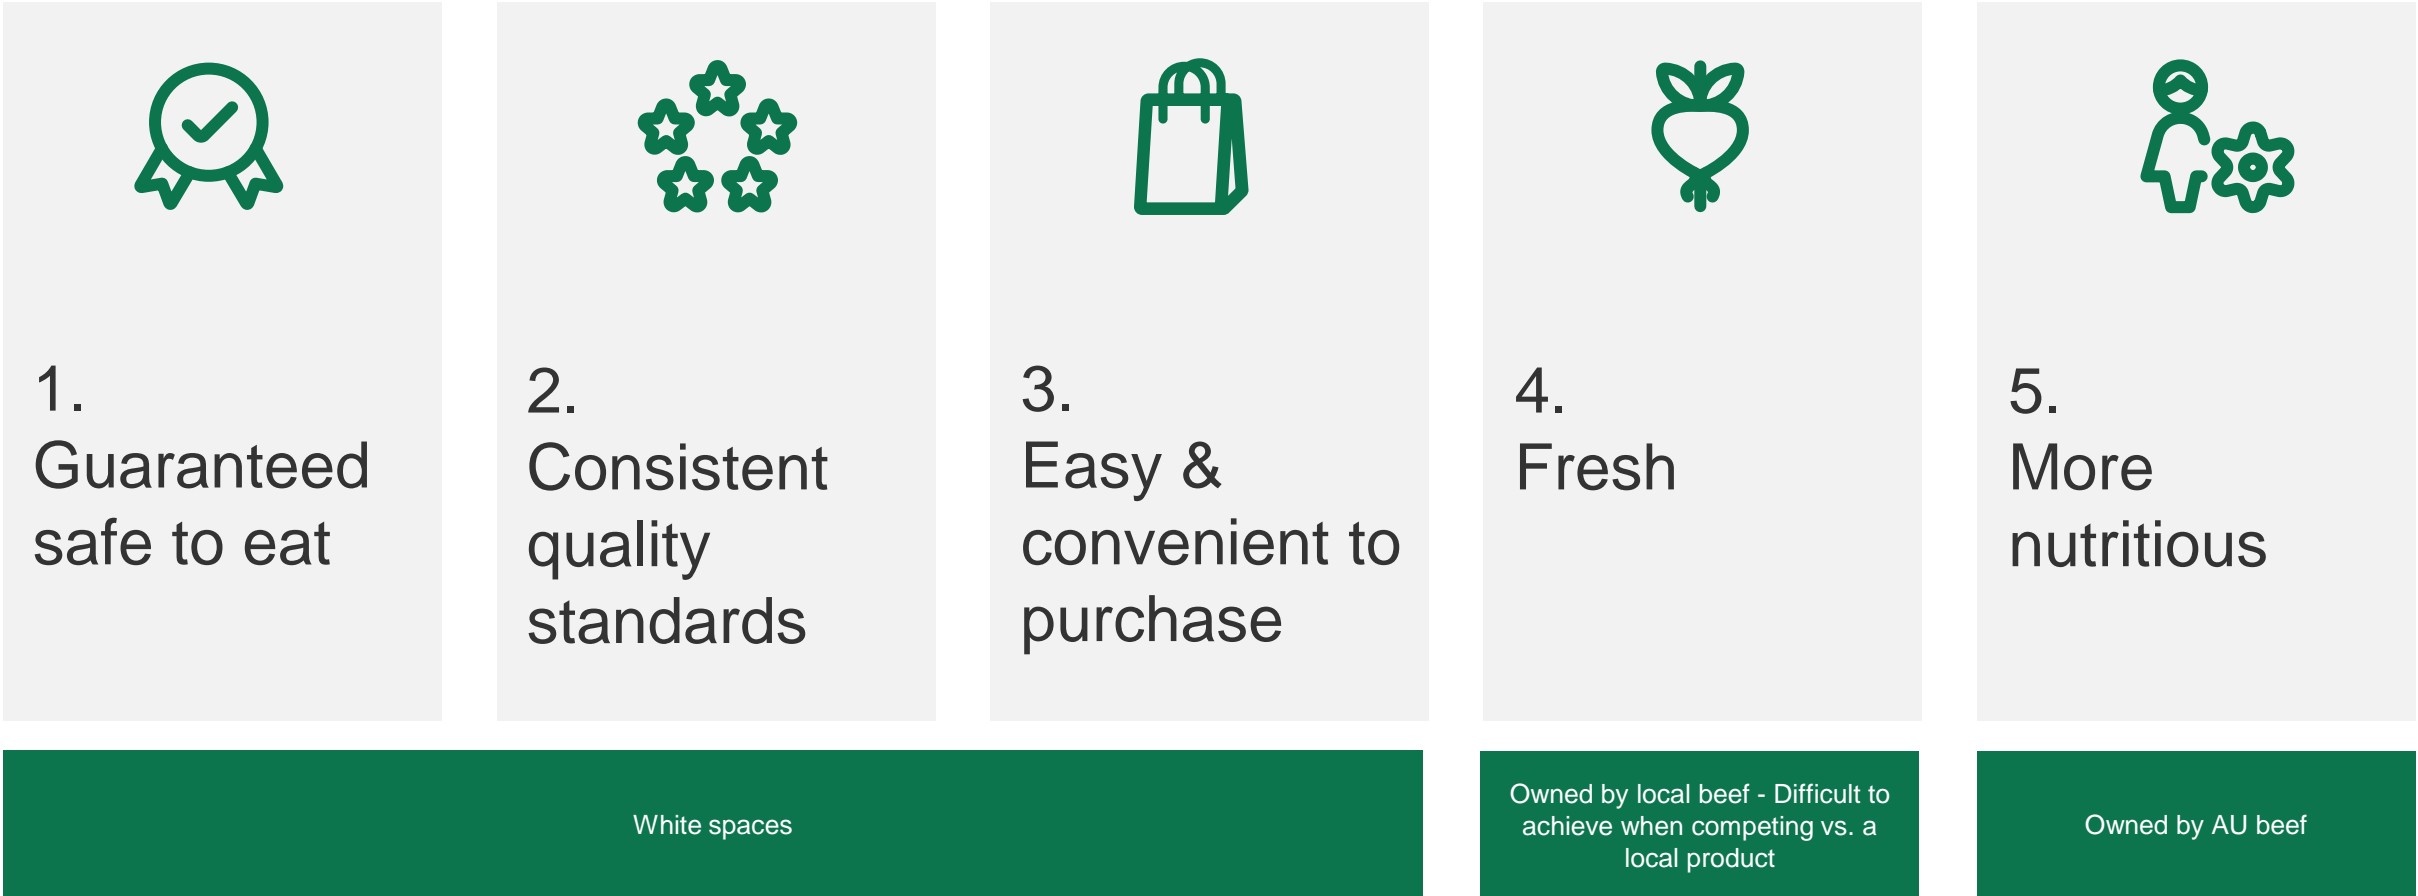 1.
Guaranteed
safe to eat
2.
Consistent
quality
standards
3.
Easy &
convenient to
purchase
4.
Fresh
5.
More
nutritious
White spaces
Owned by local beef - Difficult to
achieve when competing vs. a
local product
Owned by AU beef